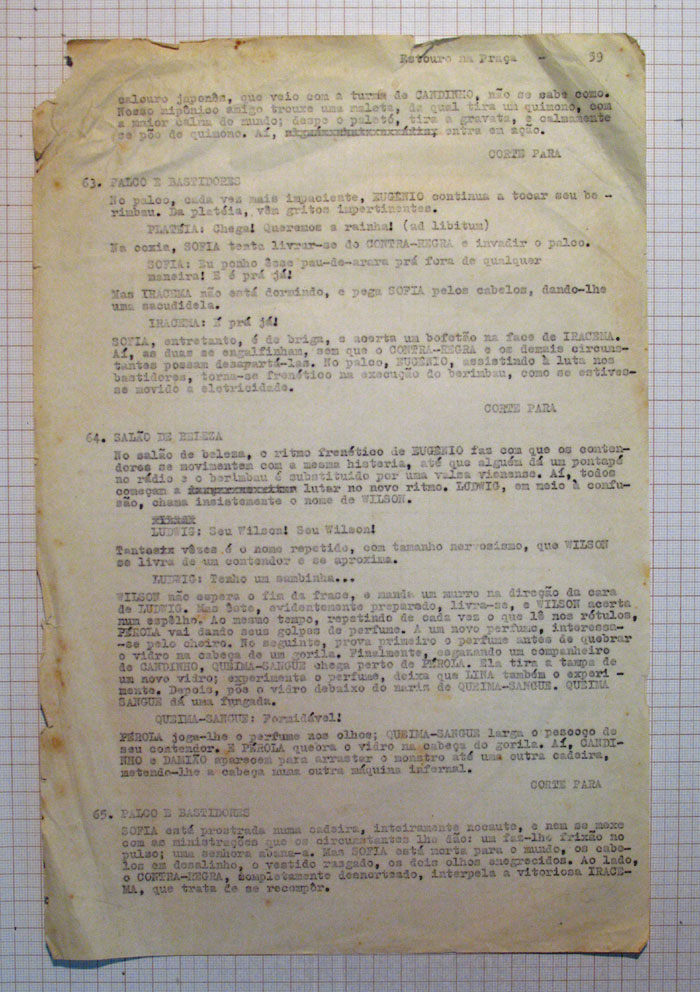 Estouro na Praça - 59
calouro japonês, que veio com a turma de CANDINHO, não se sabe como.
Nosso nipônico amigo trouxe uma maleta, da qual tira um quimono, com
a maior calma do mundo; despe o paletó, tira a gravata, e calmamente
se põe de quimono. Aí, entra em ação.
CORTE PARA
63. PALCO E BASTIDORES
No palco, cada vez mais impaciente, EUGÊNIO continua a tocar seu be-
rimbau. Da platéia, vêm gritos impertinentes.
PLATÉIA: Chega! Queremos a rainha! (ad libitum)
Na coxia, SOFIA tenta livrar-se do CONTRA-REGRA e invadir o palco.
SOFIA: Eu ponho êsse pau-de-arara prá fora de qualquer
maneira! E é prá já!
Mas IRACEMA não está dormindo, e pega SOFIA pelos cabelos, dando-lhe
uma sacudidela.
IRACEMA: É prá já!
SOFIA, entretanto, é de briga, e acerta um bofetão na face de IRACEMA.
Aí, as duas se engalfinham, sem que o CONTRA-REGRA e os demais circuns-
tantes possam desapartá-las. No palco, EUGÊNIO, assistindo à luta nos
bastidores, torna-se frenético na execução do berimbau, como se estives-
se movido a eletricidade.
CORTE PARA
64. SALÃO DE BELEZA
No salão de beleza, o ritmo frenético de EUGÊNIO faz com que os conten-
dores se movimentem com a mesma histeria, até que alguém dá um pontapé
no rádio e o berimbau é substituido por uma valsa vienense. Aí, todos
começam a lutar no novo ritmo. LUDWIG, em meio à confu-
são, chama insistemente o nome de WILSON.
LUDWIG: Seu Wilson! Seu Wilson!
Tantas vêzes é o nome repetido, com tamanho nervosismo, que WILSON
se livra de um contendor e se aproxima.
LUDWIG: Tenho um sambinha...
WILSON não espera o fim da frase, e manda um murro na direção da cara
de LUDWIG. Mas êste, evidentemente preparado, livra-se, e WILSON acerta
num espêlho. Ao mesmo tempo, repetindo de cada vez o que lê nos rótulos,
PÉROLA vai dando seus golpes de perfume. A um novo perfume, interessa-
-se pelo cheiro. No seguinte, prova primeiro o perfume antes de quebrar
o vidro na cabeça de um gorila. Finalmente, esganando um companheiro
de CANDINHO, QUEIMA-SANGUE chega perto de PÉROLA. Ela tira a tampa de
um novo vidro; experimenta o perfume, deixa que LINA também o experi -
mente. Depois, põe o vidro debaixo do nariz de QUEIMA-SANGUE. QUEIMA
SANGUE dá uma fungada.
QUEIMA-SANGUE: Formidável!
PÉROLA joga-lhe o perfume nos olhos; QUEIMA-SANGUE larga o pescoço de
seu contendor. E PÉROLA quebra o vidro na cabeça do gorila. Aí, CANDI-
NHO e DAMIÃO aparecem para arrastar o monstro até uma outra cadeira,
metendo-lhe a cabeça numa outra máquina infernal.
CORTE PARA
65. PALCO E BASTIDORES
SOFIA está prostrada numa cadeira, inteiramente nocaute, e nem se mexe
com as ministrações que os circunstantes lhe dão: um faz-lhe frixão no
pulso; uma senhora abana-a. Mas SOFIA está morta para o mundo, os cabe-
los em desalinho, o vestido rasgado, os dois olhos enegrecidos. Ao lado,
o CONTRA-REGRA, completamente desnorteado, interpela a vitoriosa IRACE-
MA, que trata de se recompôr.